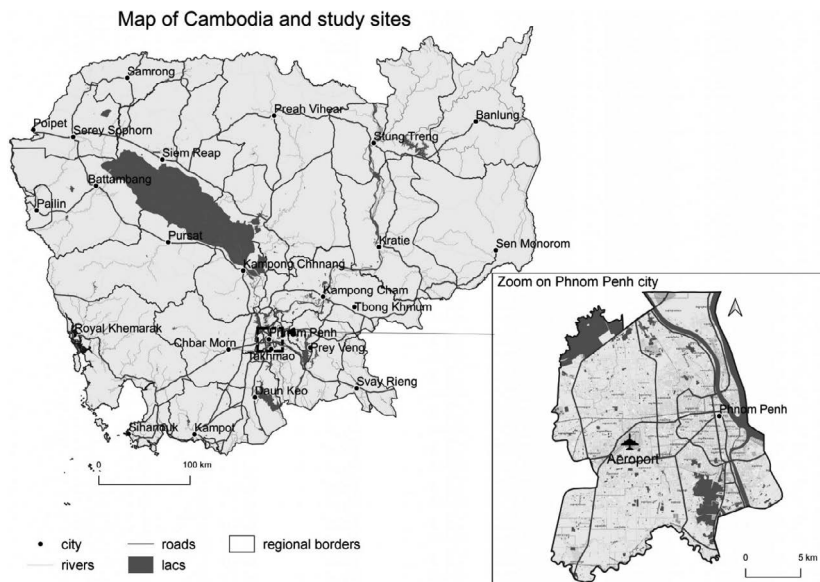 Map of Cambodia and study sites
Samrong
Poipet
Serey Sophorn
Preah Vihear
Banlung
Stung Treng
Siem Reap
Battambang
Pailin
Pursat
Kratie
Sen Monorom
Kampong Chhnang
Kampong Cham
Tbong Khmum
Royal Khemarak
Chbar Morn
Phnom Penh
Takhmao
Prey Veng
Daun Keo
Svay Rieng
Sihanouk
Kampot
0 100 km
city
roads
regional borders
rivers
lacs
Zoom on Phnom Penh city
Phnom Penh
Aéroport
0 5 km